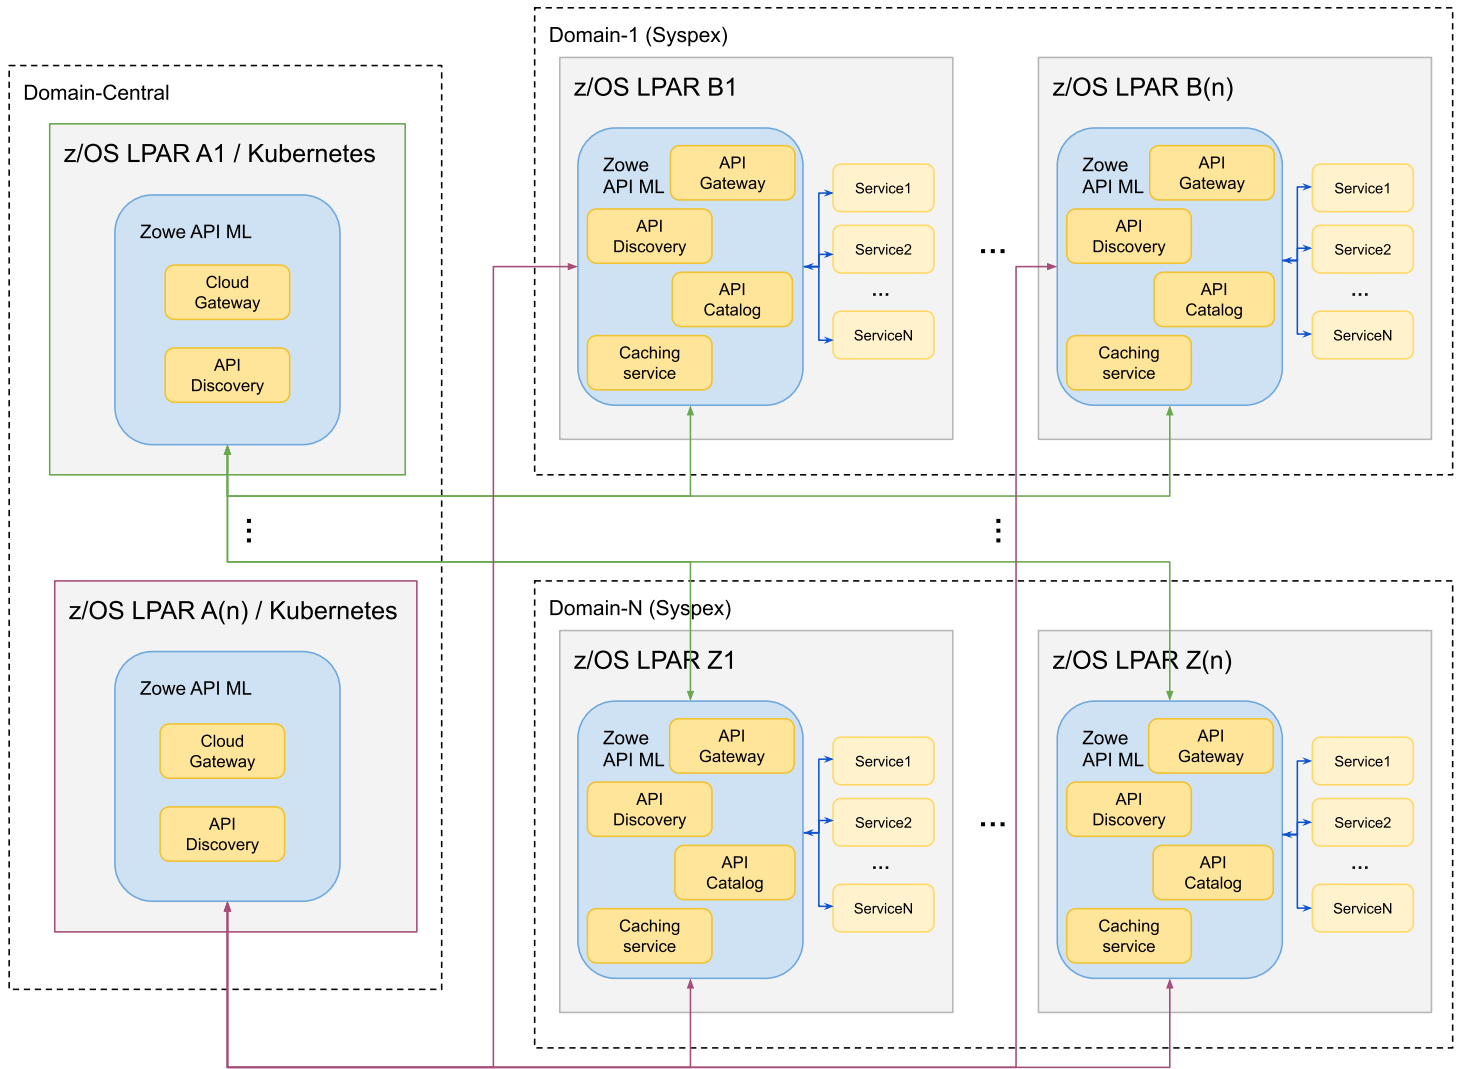 Domain-Central
z/OS LPAR A1 / Kubernetes
Zowe API ML
Cloud
Gateway
API
Discovery
⋮
z/OS LPAR A(n) / Kubernetes
Zowe API ML
Cloud
Gateway
API
Discovery
Domain-1 (Syspex)
z/OS LPAR B1
Zowe
API ML
API
Gateway
API
Discovery
API
Catalog
Caching
service
Service1
Service2
...
ServiceN
...
z/OS LPAR B(n)
Zowe
API ML
API
Gateway
API
Discovery
API
Catalog
Caching
service
Service1
Service2
...
ServiceN
⋮
Domain-N (Syspex)
z/OS LPAR Z1
Zowe
API ML
API
Gateway
API
Discovery
API
Catalog
Caching
service
Service1
Service2
...
ServiceN
...
z/OS LPAR Z(n)
Zowe
API ML
API
Gateway
API
Discovery
API
Catalog
Caching
service
Service1
Service2
...
ServiceN